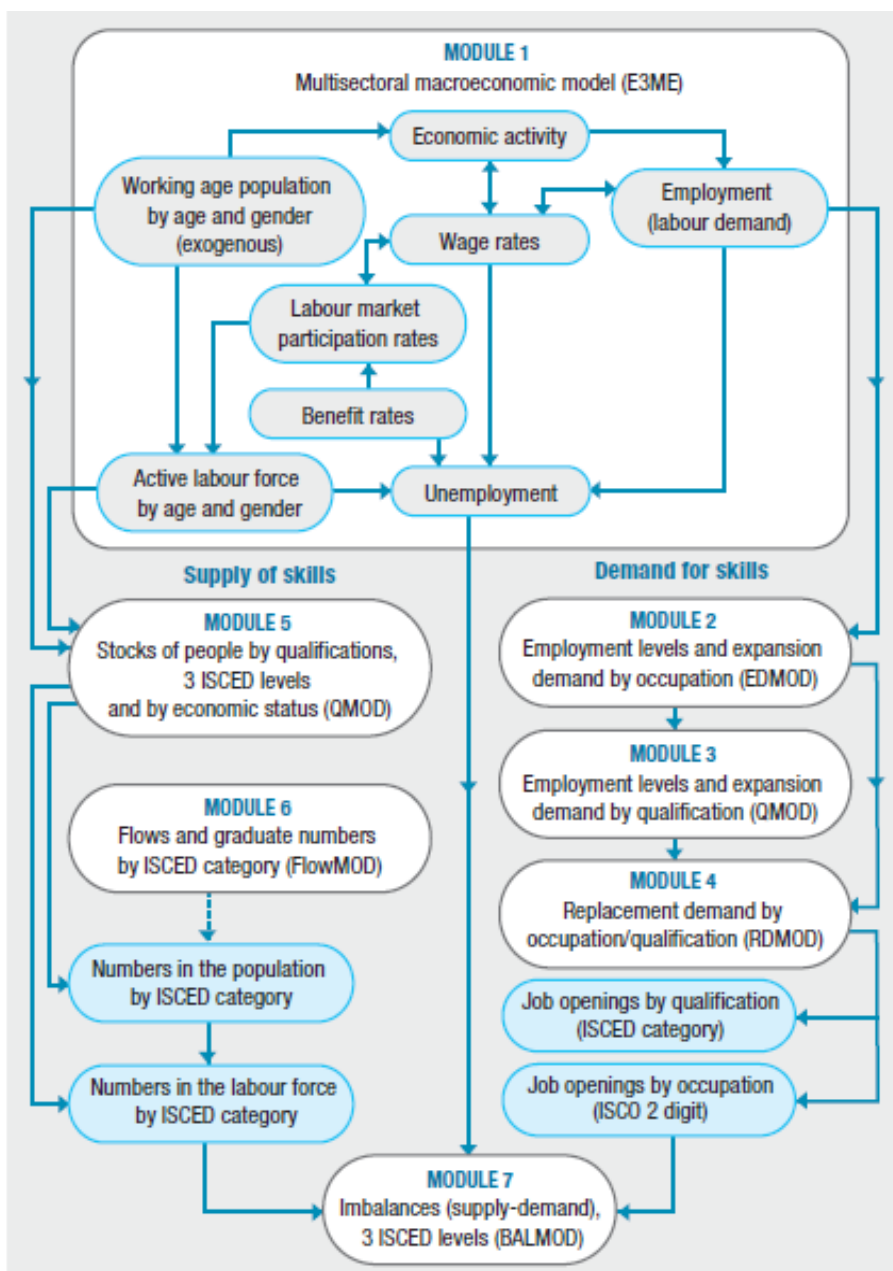 MODULE 1
Multisectoral macroeconomic model (E3ME)
Economic activity
Working age population
by age and gender
(exogenous)
Employment
(labour demand)
Wage rates
Labour market
participation rates
Benefit rates
Active labour force
by age and gender
Unemployment
Supply of skills
Demand for skills
MODULE 5
Stocks of people by qualifications,
3 ISCED levels
and by economic status (QMOD)
MODULE 2
Employment levels and expansion
demand by occupation (EDMOD)
MODULE 3
Employment levels and expansion
demand by qualification (QMOD)
MODULE 6
Flows and graduate numbers
by ISCED category (FlowMOD)
MODULE 4
Replacement demand by
occupation/qualification (RDMOD)
Numbers in the population
by ISCED category
Job openings by qualification
(ISCED category)
Numbers in the labour force
by ISCED category
Job openings by occupation
(ISCO 2 digit)
MODULE 7
Imbalances (supply-demand),
3 ISCED levels (BALMOD)